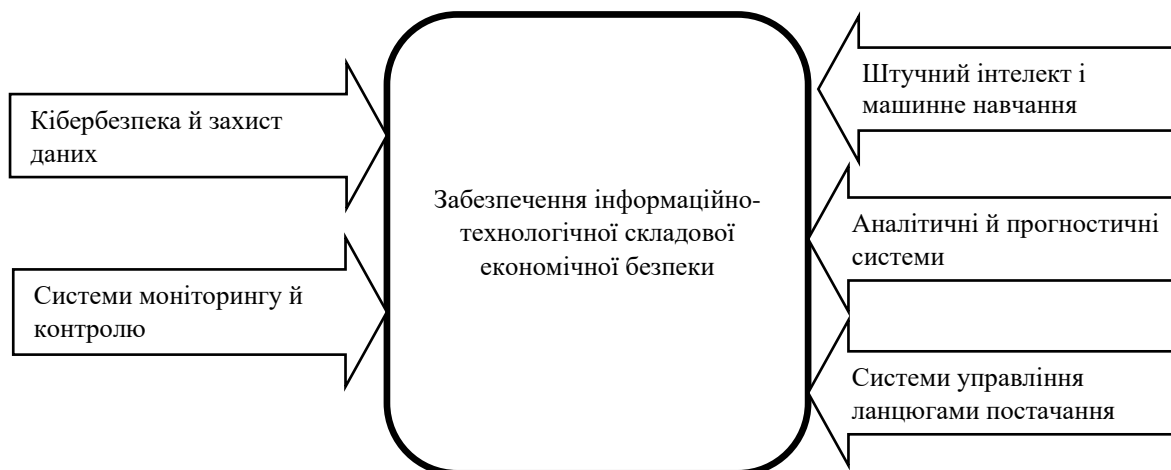 Кібербезпека й захист
даних
Системи моніторингу й
контролю
Забезпечення інформаційно-
технологічної складової
економічної безпеки
Штучний інтелект і
машинне навчання
Аналітичні й прогностичні
системи
Системи управління
ланцюгами постачання